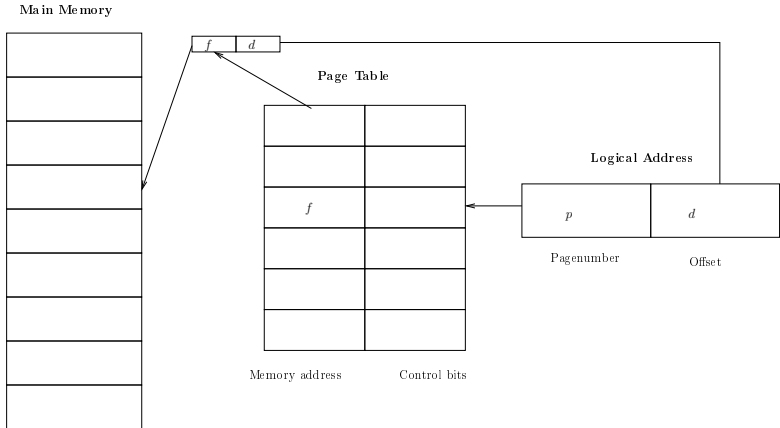 Main Memory
f d
Page Table
Logical Address
f
p d
Pagenumber
Offset
Memory address Control bits